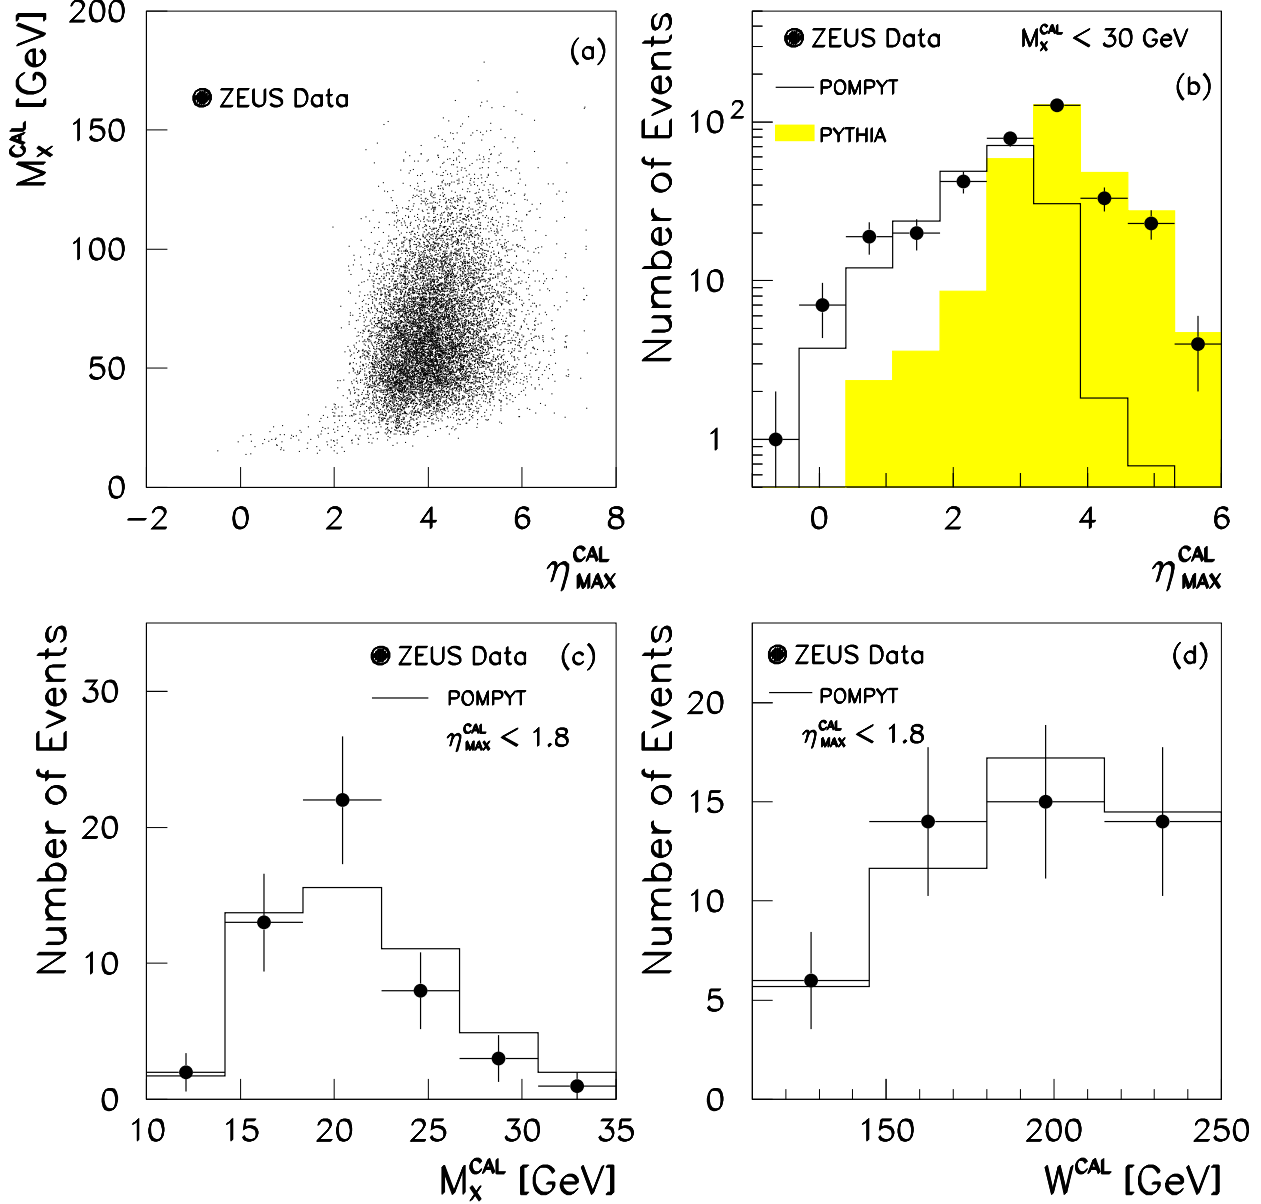 200
150
100
50
0
−2 0 2 4 6 8
M_X^CAL [GeV]
(a)
ZEUS Data
η_MAX^CAL
Number of Events
10^2
10
1
0 2 4 6
ZEUS Data M_X^CAL < 30 GeV
POMPYT (b)
PYTHIA
η_MAX^CAL
Number of Events
30
20
10
0
10 15 20 25 30 35
ZEUS Data (c)
POMPYT
η_MAX^CAL < 1.8
M_X^CAL [GeV]
Number of Events
20
15
10
5
0
150 200 250
ZEUS Data (d)
POMPYT
η_MAX^CAL < 1.8
W^CAL [GeV]